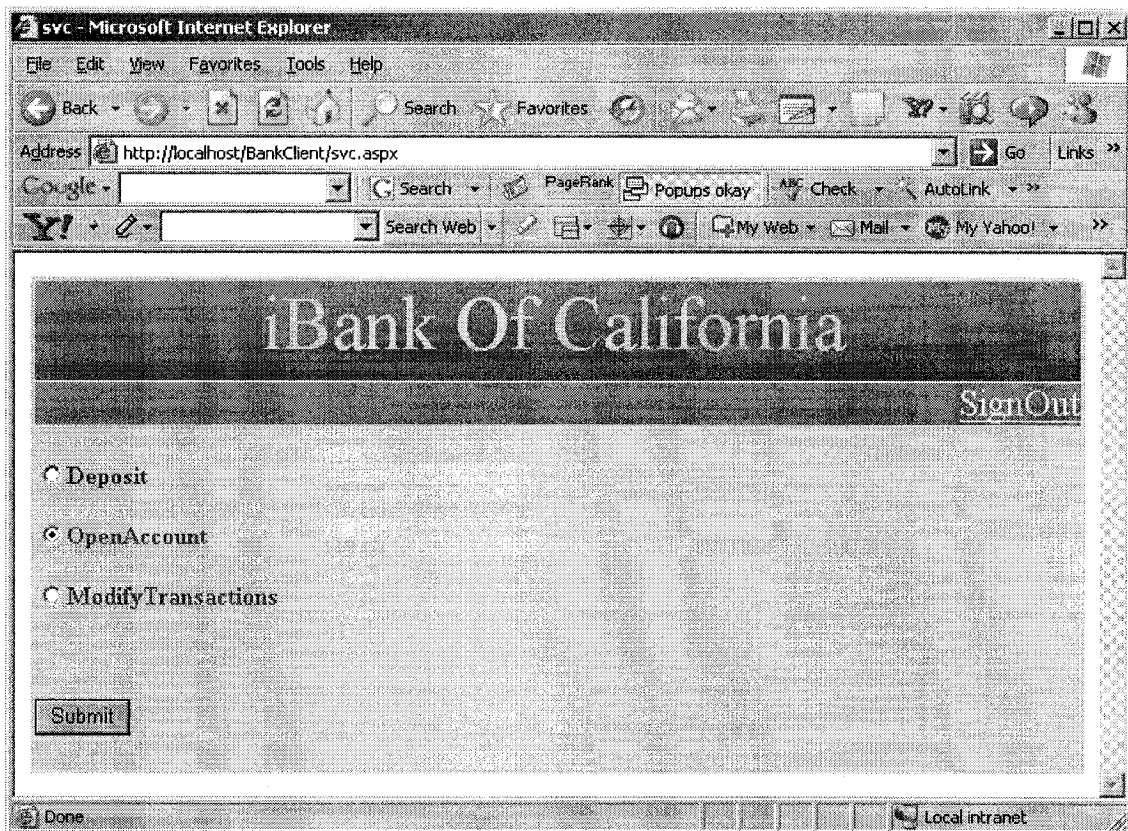 svc - Microsoft Internet Explorer
File Edit View Favorites Tools Help
Back Search Favorites
Address http://localhost/BankClient/svc.aspx Go Links »
Google Search PageRank Popups okay ABC Check AutoLink »
Y! Search Web My Web Mail My Yahoo! »
iBank Of California
SignOut
Deposit
OpenAccount
ModifyTransactions
Submit
Done Local intranet